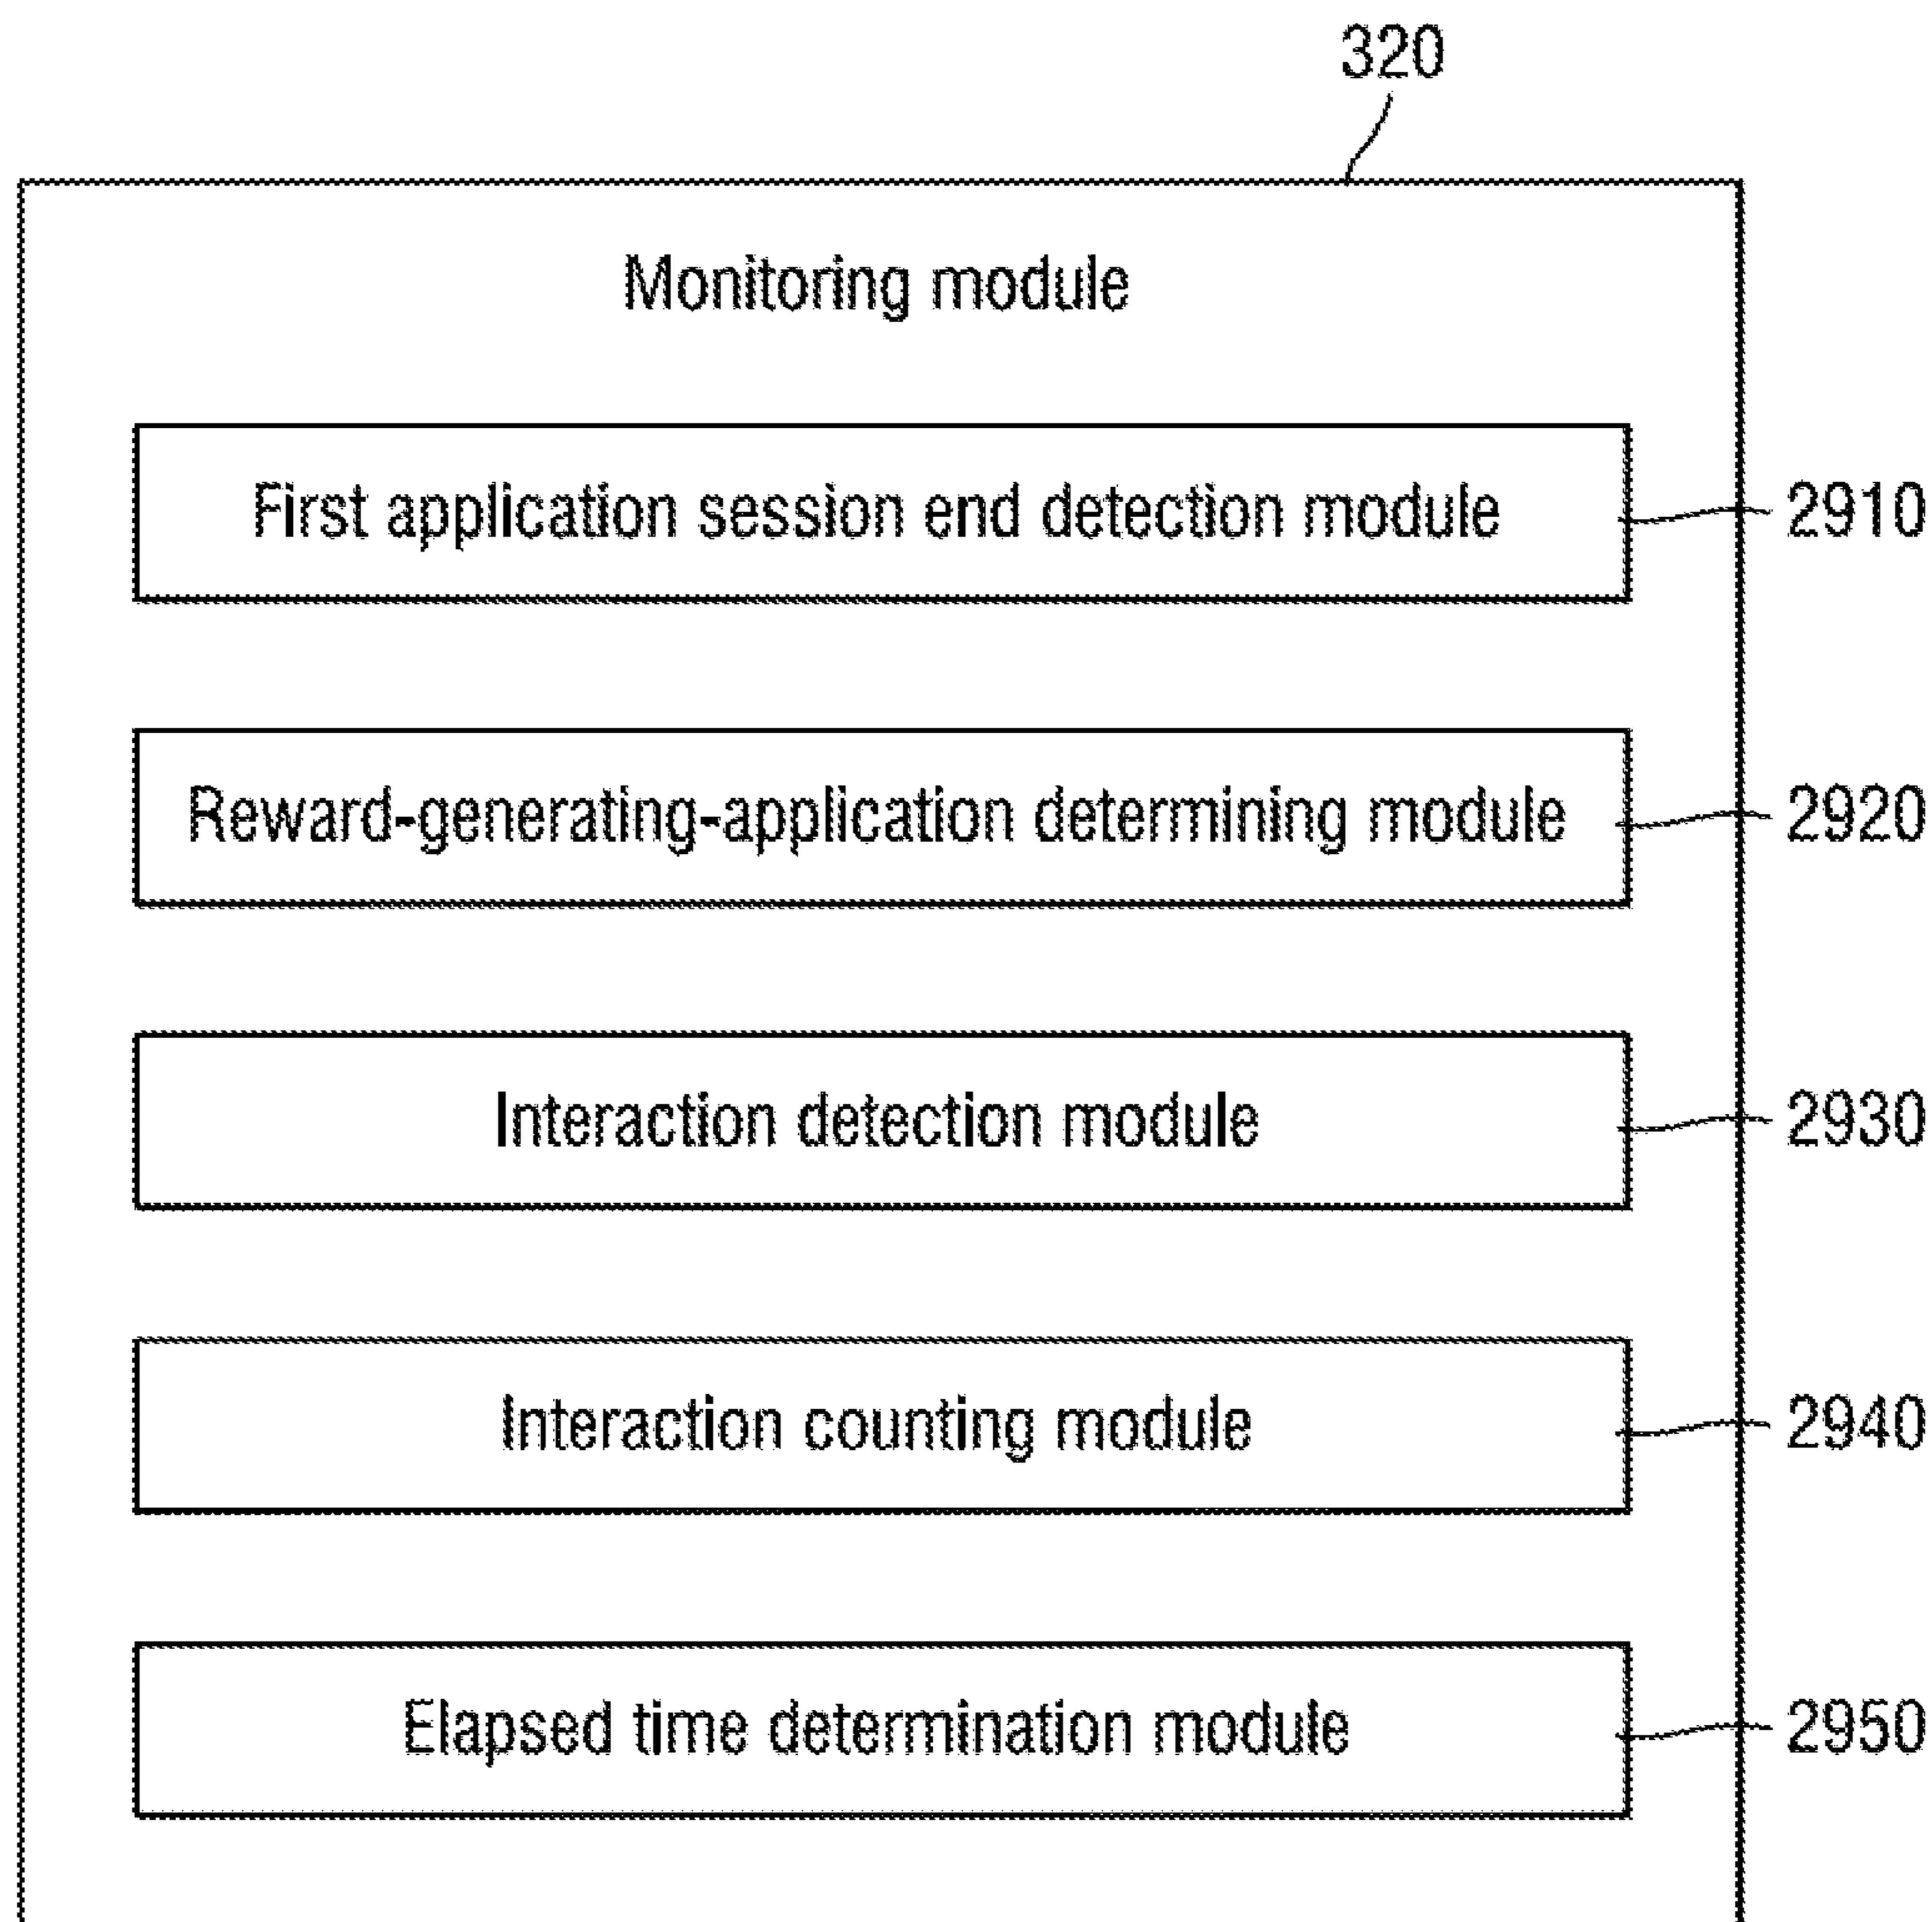 320
Monitoring module
First application session end detection module
2910
Reward-generating-application determining module
2920
Interaction detection module
2930
Interaction counting module
2940
Elapsed time determination module
2950